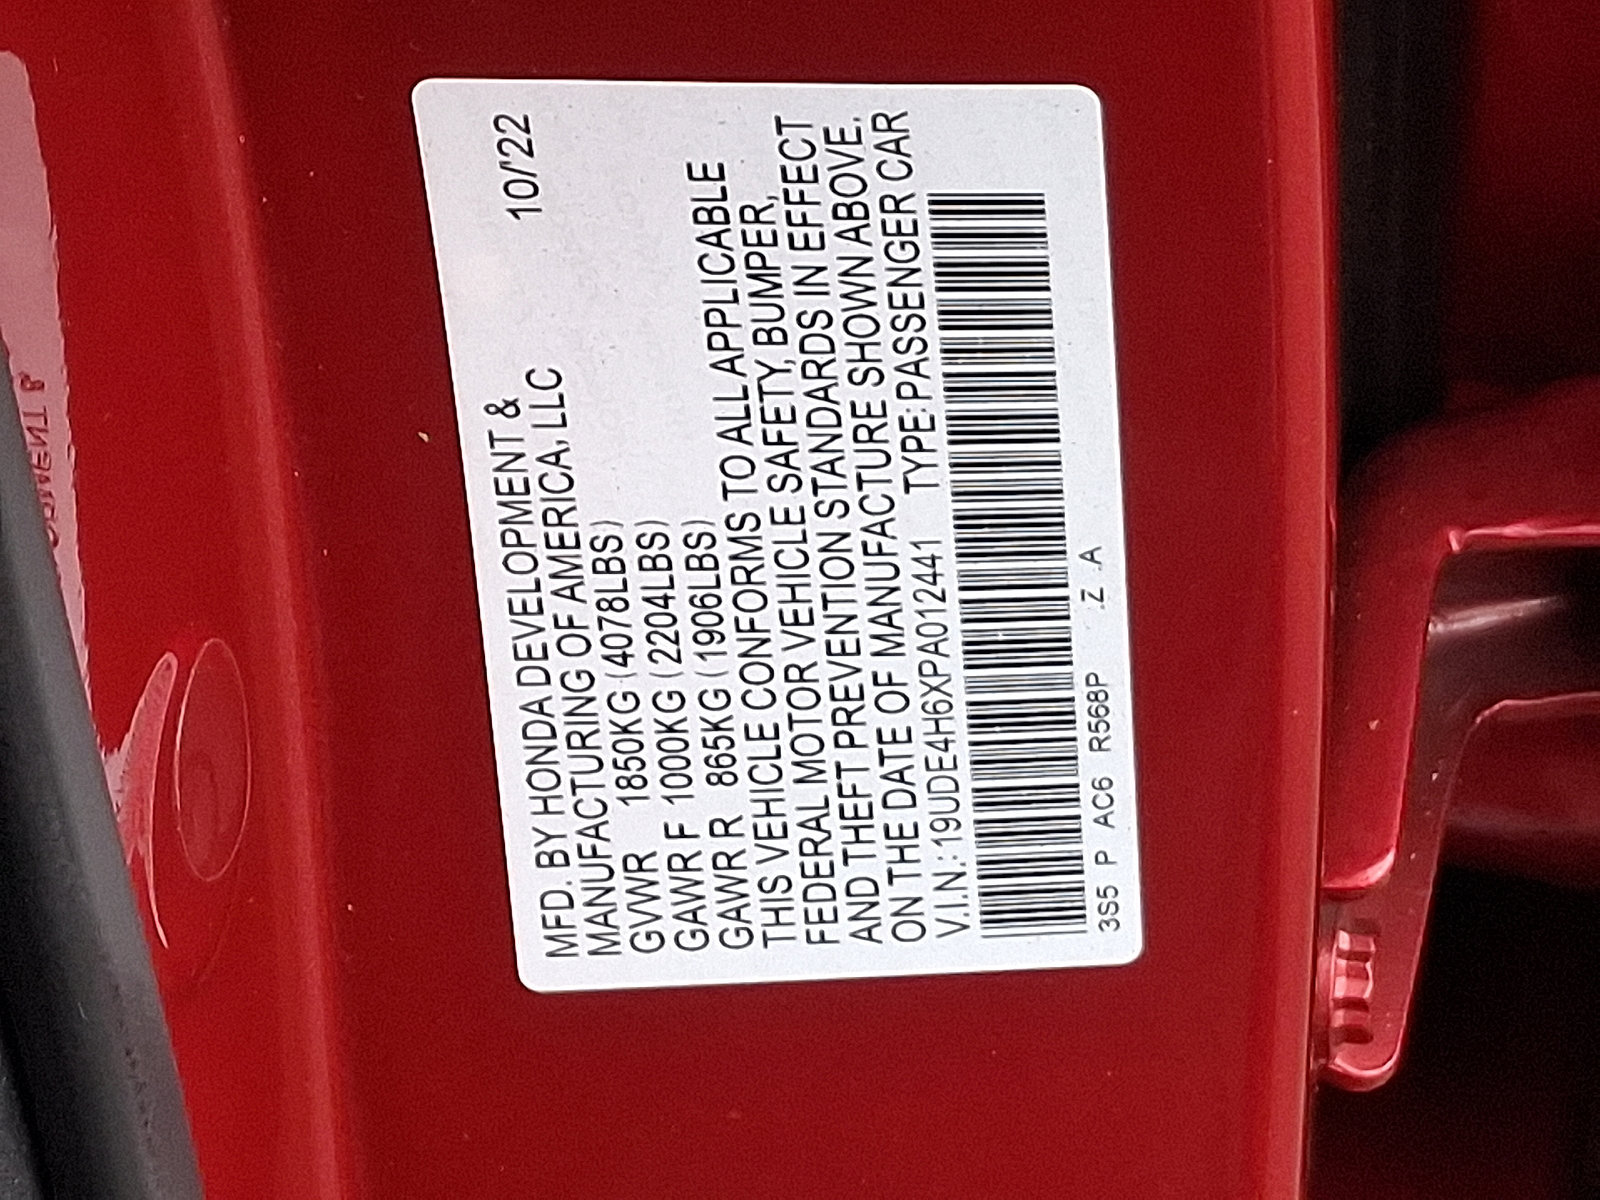 MFD. BY HONDA DEVELOPMENT & 10/'22
MANUFACTURING OF AMERICA, LLC
GVWR 1850KG (4078LBS)
GAWR F 1000KG (2204LBS)
GAWR R 865KG (1906LBS)
THIS VEHICLE CONFORMS TO ALL APPLICABLE
FEDERAL MOTOR VEHICLE SAFETY, BUMPER,
AND THEFT PREVENTION STANDARDS IN EFFECT
ON THE DATE OF MANUFACTURE SHOWN ABOVE.
V.I.N.: 19UDE4H6XPA012441 TYPE:PASSENGER CAR
3S5 P AC6 R568P .Z .A